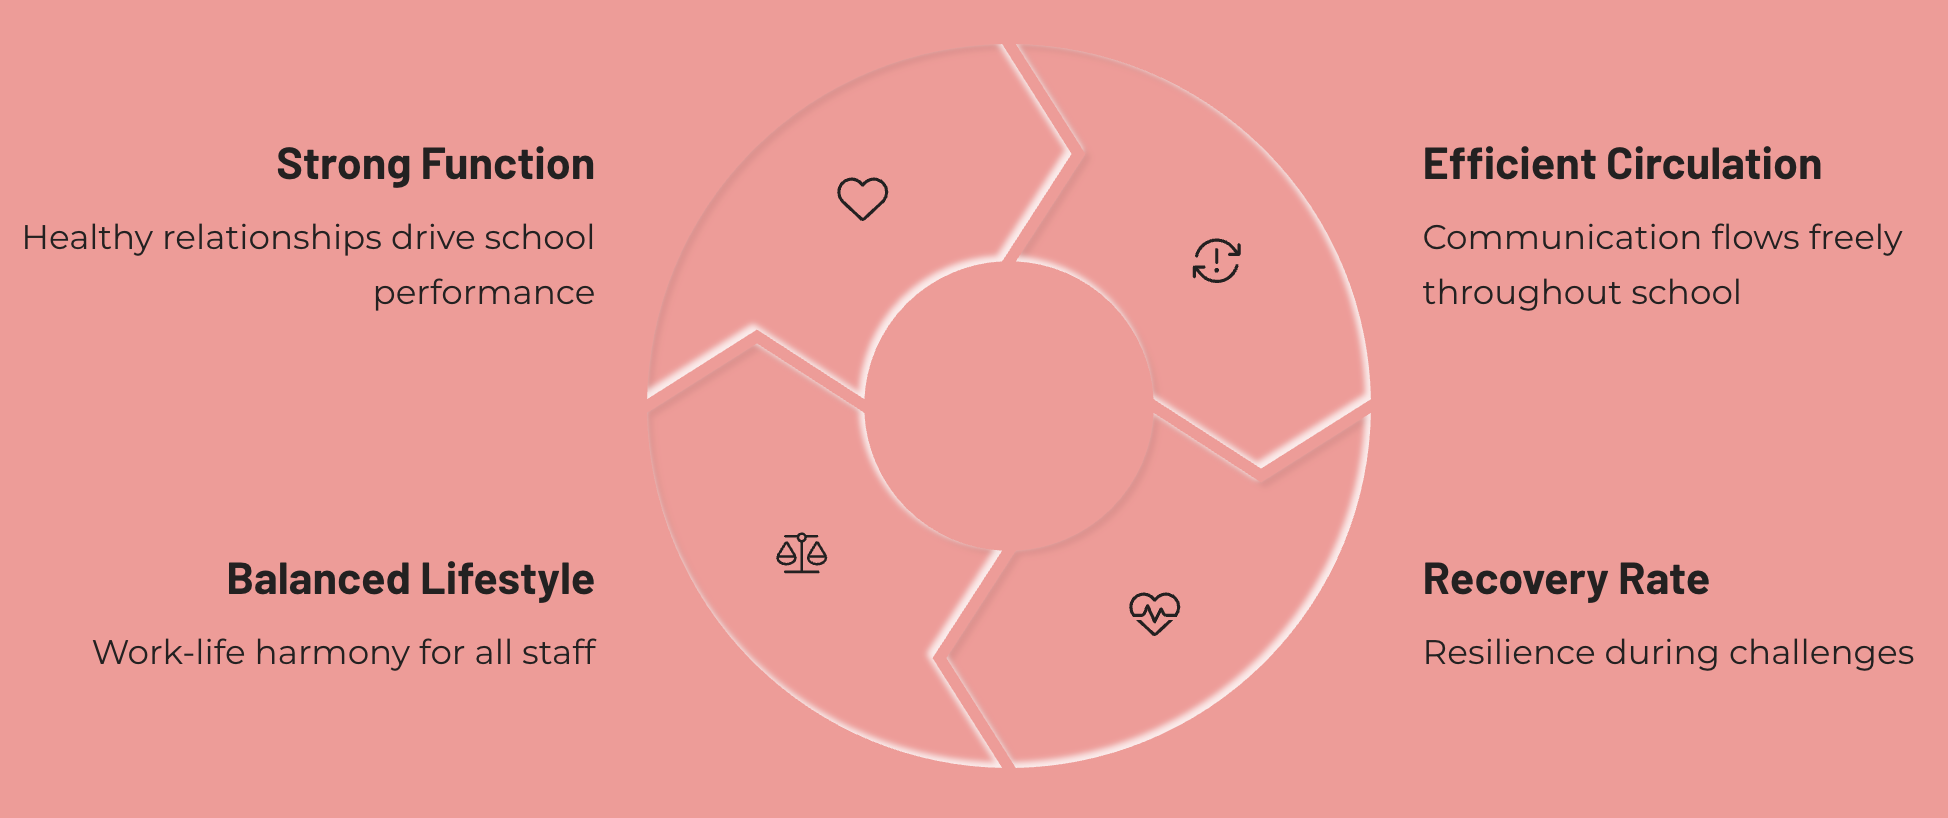 Strong Function
Healthy relationships drive school
performance
Efficient Circulation
Communication flows freely
throughout school
Balanced Lifestyle
Work-life harmony for all staff
Recovery Rate
Resilience during challenges